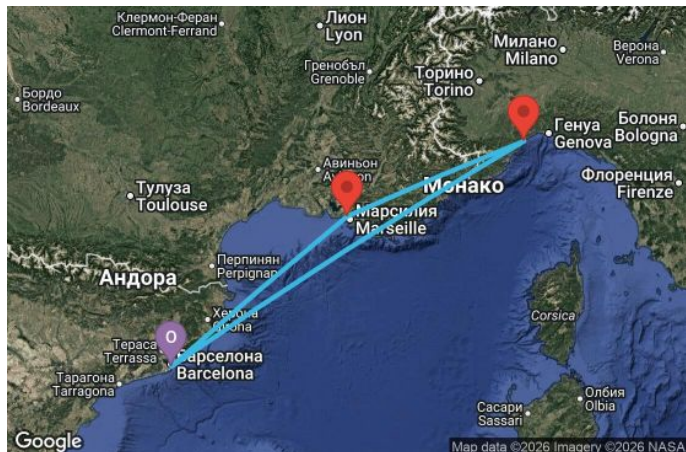 Клермон-Феран
Clermont-Ferrand
Лион
Lyon
Милано
Milano
Верона
Verona
Гренобъл
Grenoble
Торино
Torino
Бордо
Bordeaux
Генуа
Genova
Болоня
Bologna
Авиньон
Монако
Флоренция
Firenze
Тулуза
Toulouse
Марсилия
Marseille
Перпинян
Perpignan
Андора
Corsica
Тераса
Terrassa
O
Барселона
Barcelona
Тарагона
Tarragona
Олбия
Olbia
Сасари
Sassari
Google
Map data ©2026 Imagery ©2026 NASA